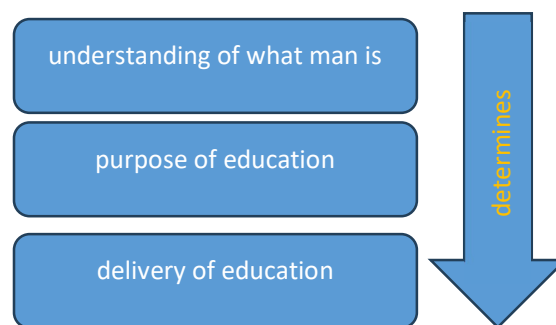 understanding of what man is
purpose of education
delivery of education
determines